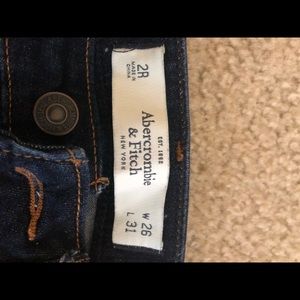 2R
MADE IN
CHINA
EST. 1892
Abercrombie
& Fitch
NEW YORK
W 26
L 31